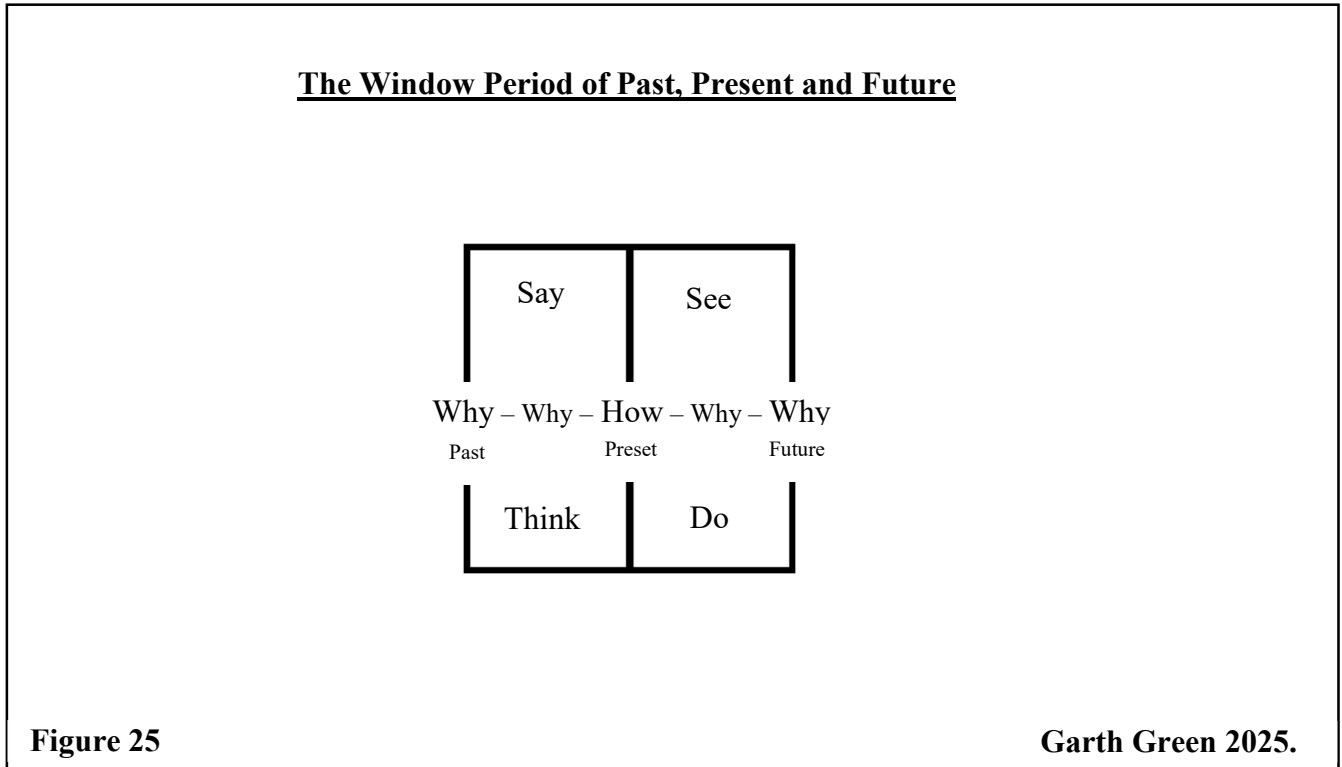 The Window Period of Past, Present and Future
Say See
Why – Why – How – Why – Why
Past Preset Future
Think Do
Figure 25 Garth Green 2025.